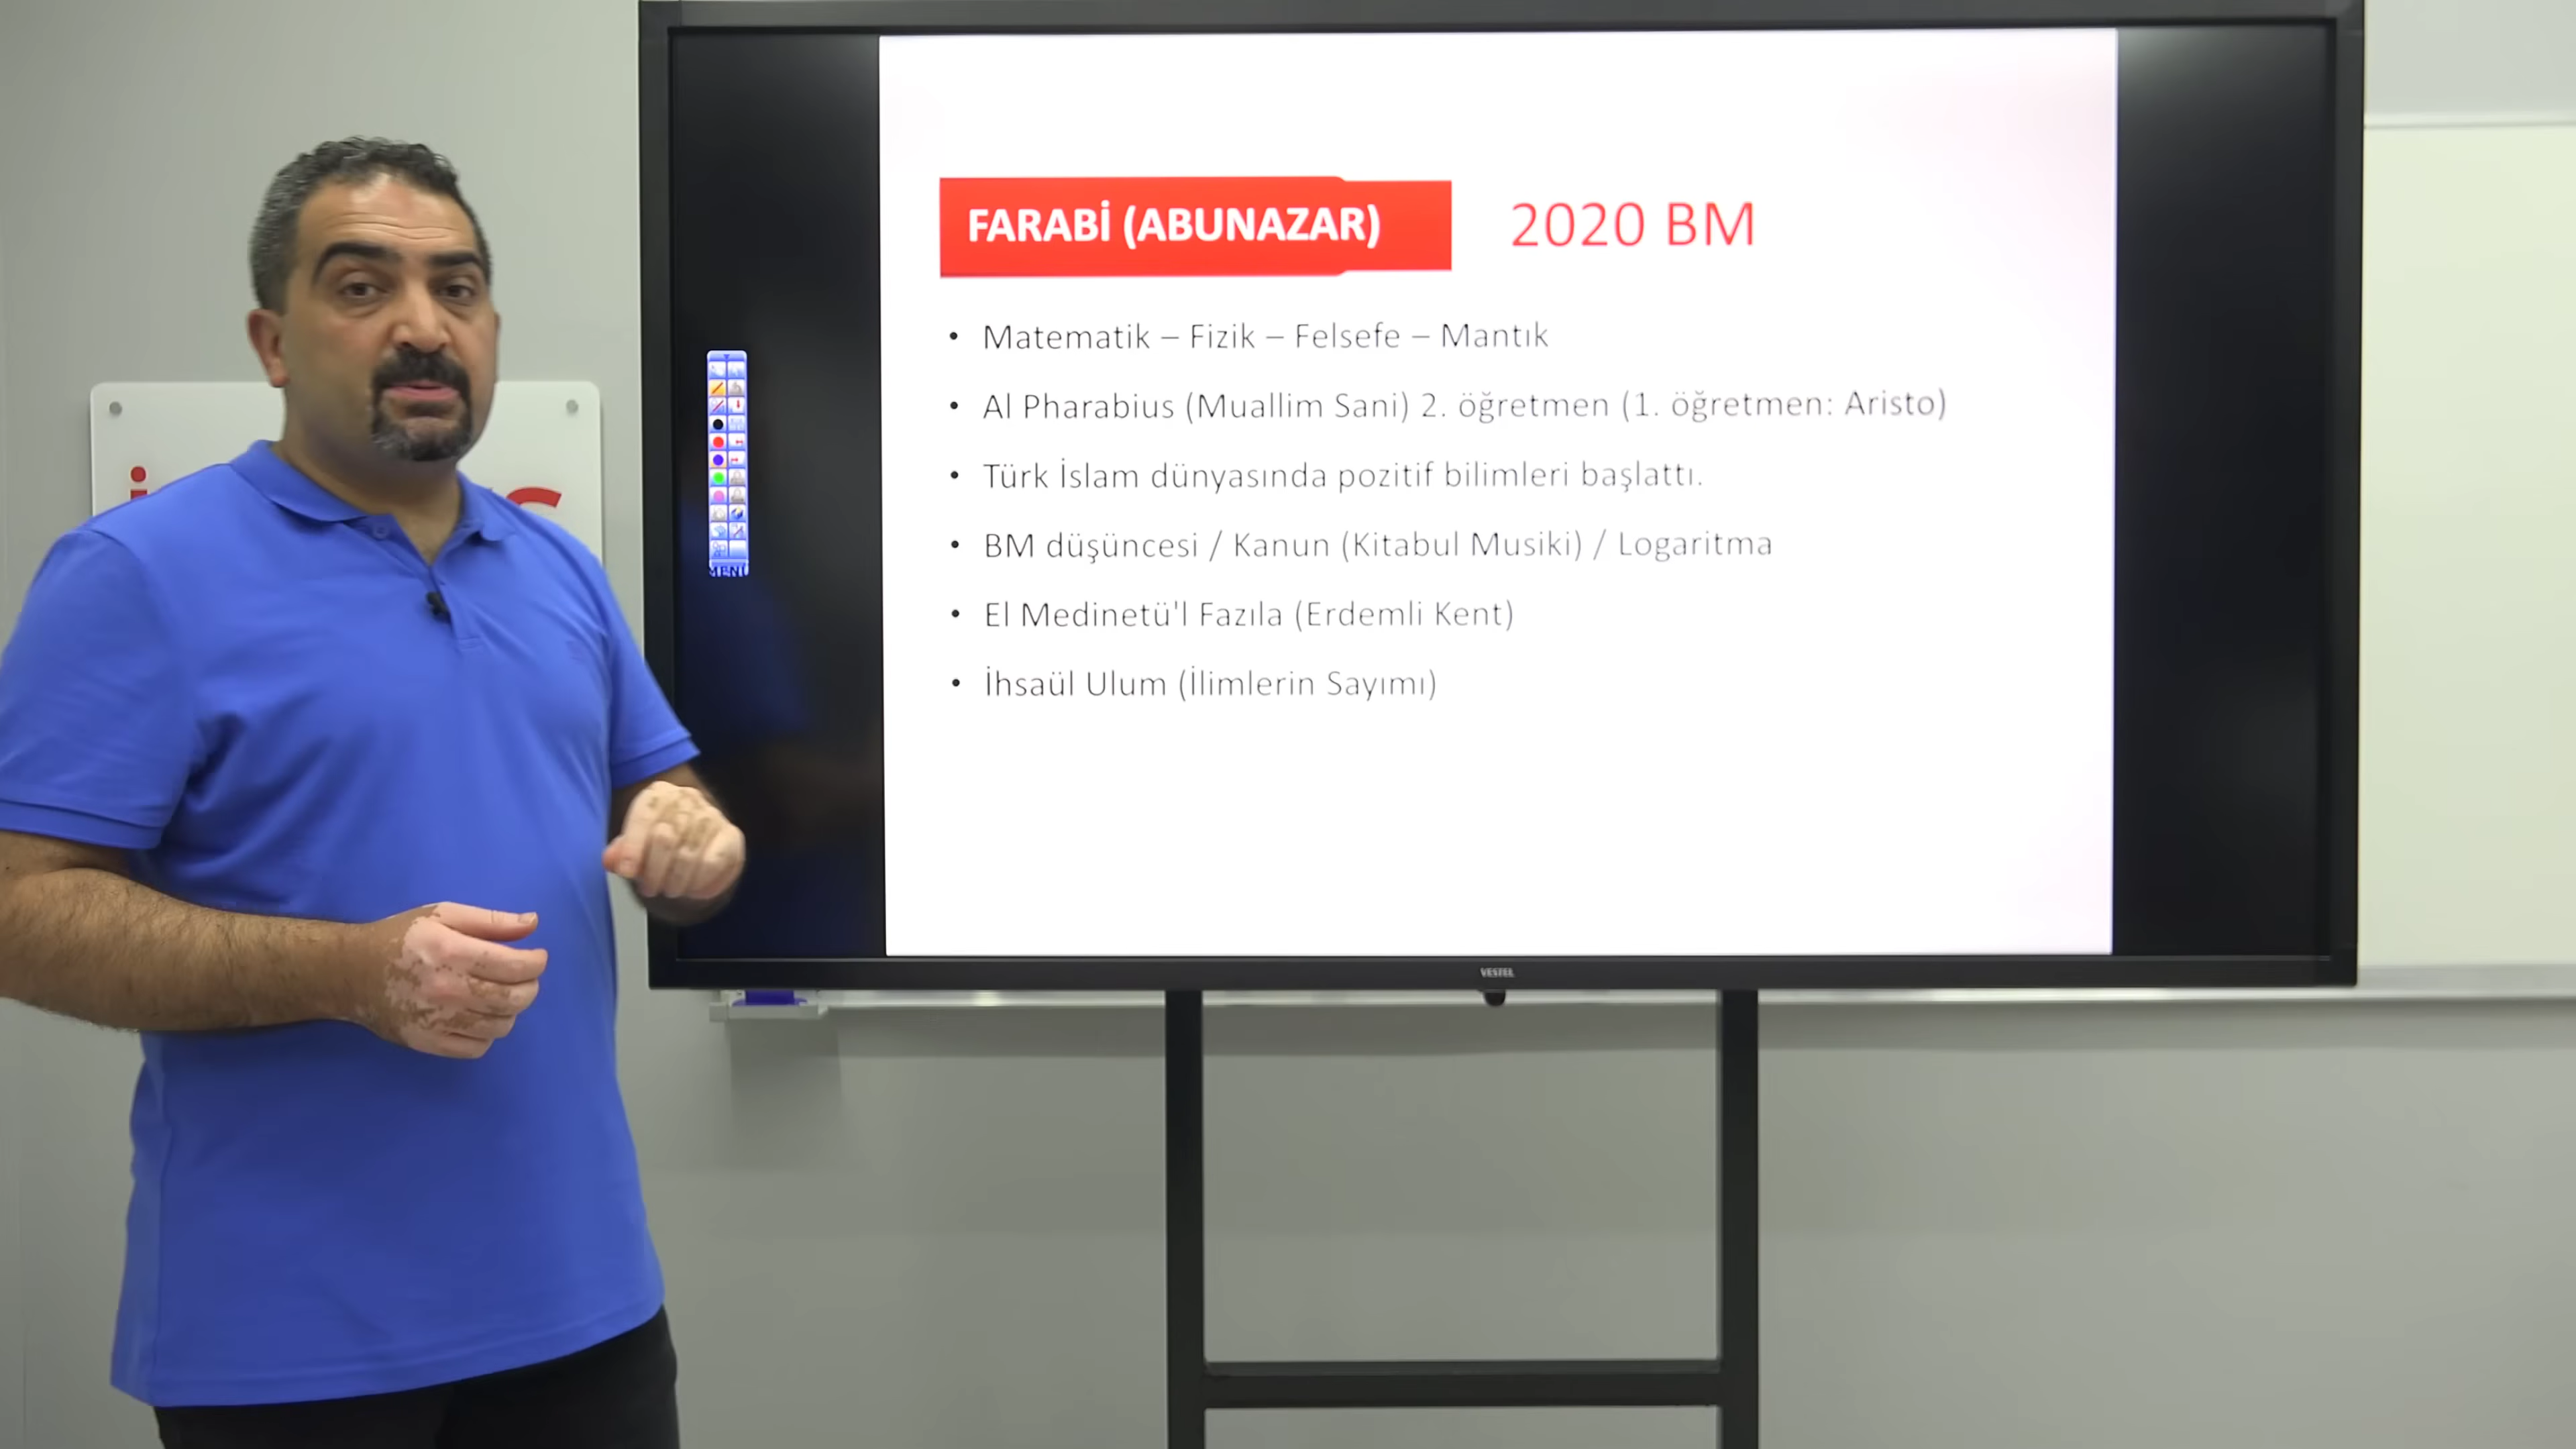 FARABİ (ABUNAZAR) 2020 BM
• Matematik – Fizik – Felsefe – Mantık
• Al Pharabius (Muallim Sani) 2. öğretmen (1. öğretmen: Aristo)
• Türk İslam dünyasında pozitif bilimleri başlattı.
• BM düşüncesi / Kanun (Kitabul Musiki) / Logaritma
• El Medinetü'l Fazıla (Erdemli Kent)
• İhsaül Ulum (İlimlerin Sayımı)
MENU
VESTEL